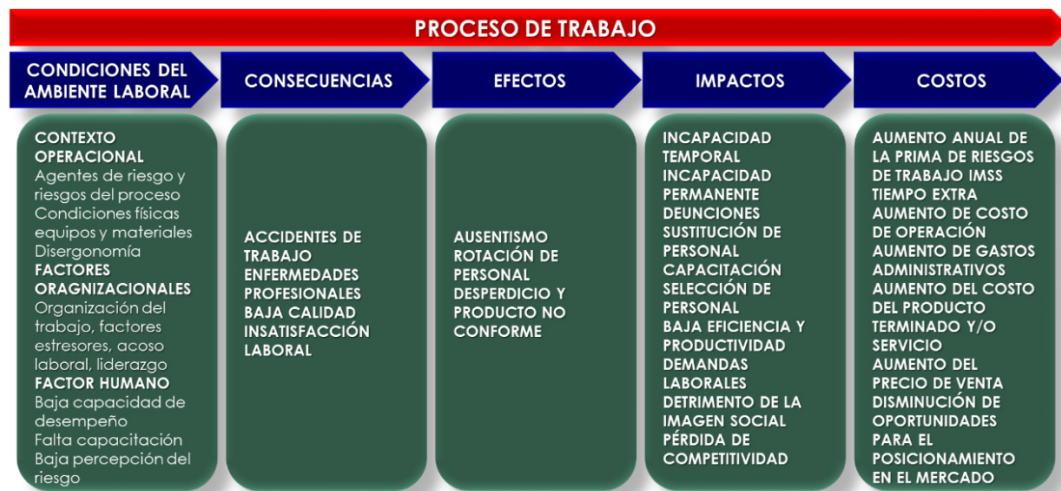 PROCESO DE TRABAJO
CONDICIONES DEL
AMBIENTE LABORAL
CONSECUENCIAS
EFECTOS
IMPACTOS
COSTOS
CONTEXTO
OPERACIONAL
Agentes de riesgo y
riesgos del proceso
Condiciones físicas
equipos y materiales
Disergonomía
FACTORES
ORAGNIZACIONALES
Organización del
trabajo, factores
estresores, acoso
laboral, liderazgo
FACTOR HUMANO
Baja capacidad de
desempeño
Falta capacitación
Baja percepción del
riesgo
ACCIDENTES DE
TRABAJO
ENFERMEDADES
PROFESIONALES
BAJA CALIDAD
INSATISFACCIÓN
LABORAL
AUSENTISMO
ROTACIÓN DE
PERSONAL
DESPERDICIO Y
PRODUCTO NO
CONFORME
INCAPACIDAD
TEMPORAL
INCAPACIDAD
PERMANENTE
DEUNCIONES
SUSTITUCIÓN DE
PERSONAL
CAPACITACIÓN
SELECCIÓN DE
PERSONAL
BAJA EFICIENCIA Y
PRODUCTIVIDAD
DEMANDAS
LABORALES
DETRIMENTO DE LA
IMAGEN SOCIAL
PÉRDIDA DE
COMPETITIVIDAD
AUMENTO ANUAL DE
LA PRIMA DE RIESGOS
DE TRABAJO IMSS
TIEMPO EXTRA
AUMENTO DE COSTO
DE OPERACIÓN
AUMENTO DE GASTOS
ADMINISTRATIVOS
AUMENTO DEL COSTO
DEL PRODUCTO
TERMINADO Y/O
SERVICIO
AUMENTO DEL
PRECIO DE VENTA
DISMINUCIÓN DE
OPORTUNIDADES
PARA EL
POSICIONAMIENTO
EN EL MERCADO